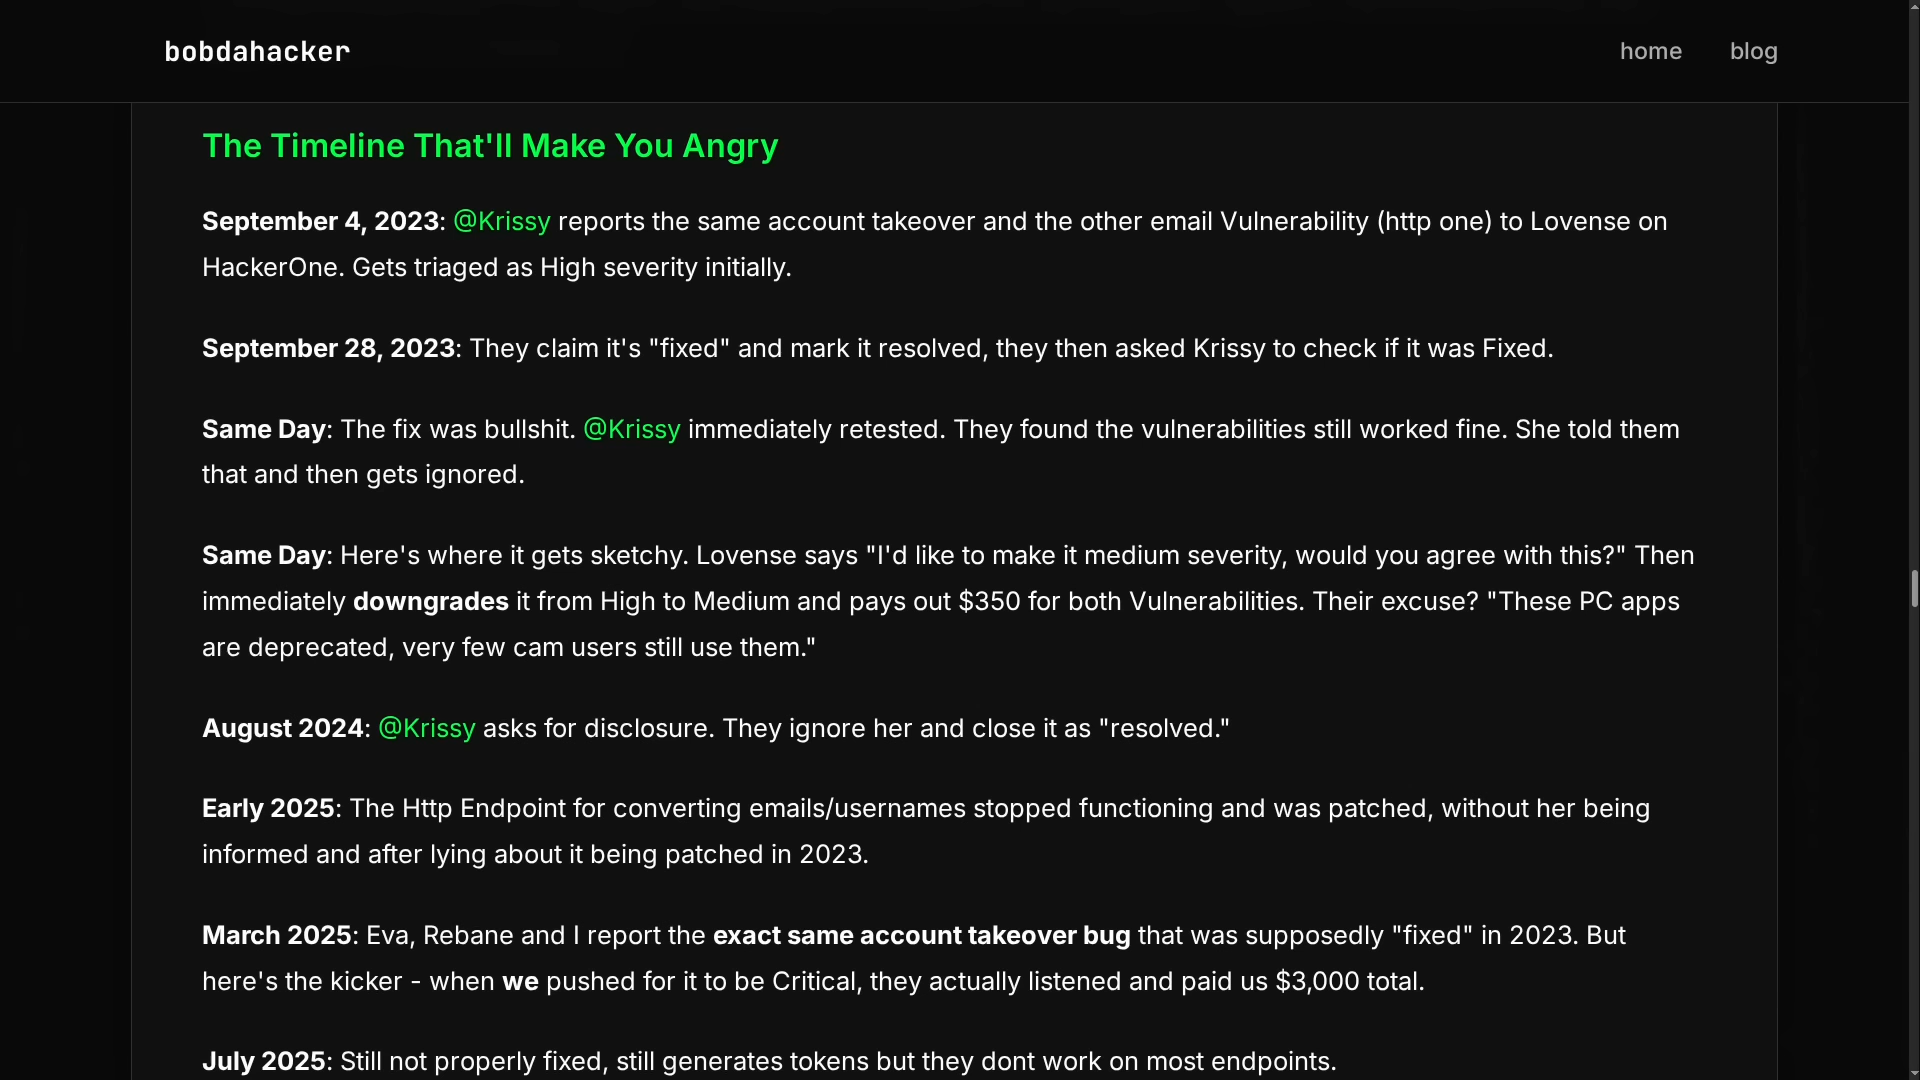 bobdahacker
home
blog
The Timeline That'll Make You Angry
September 4, 2023: @Krissy reports the same account takeover and the other email Vulnerability (http one) to Lovense on
HackerOne. Gets triaged as High severity initially.
September 28, 2023: They claim it's "fixed" and mark it resolved, they then asked Krissy to check if it was Fixed.
Same Day: The fix was bullshit. @Krissy immediately retested. They found the vulnerabilities still worked fine. She told them
that and then gets ignored.
Same Day: Here's where it gets sketchy. Lovense says "I'd like to make it medium severity, would you agree with this?" Then
immediately downgrades it from High to Medium and pays out $350 for both Vulnerabilities. Their excuse? "These PC apps
are deprecated, very few cam users still use them."
August 2024: @Krissy asks for disclosure. They ignore her and close it as "resolved."
Early 2025: The Http Endpoint for converting emails/usernames stopped functioning and was patched, without her being
informed and after lying about it being patched in 2023.
March 2025: Eva, Rebane and I report the exact same account takeover bug that was supposedly "fixed" in 2023. But
here's the kicker - when we pushed for it to be Critical, they actually listened and paid us $3,000 total.
July 2025: Still not properly fixed, still generates tokens but they dont work on most endpoints.